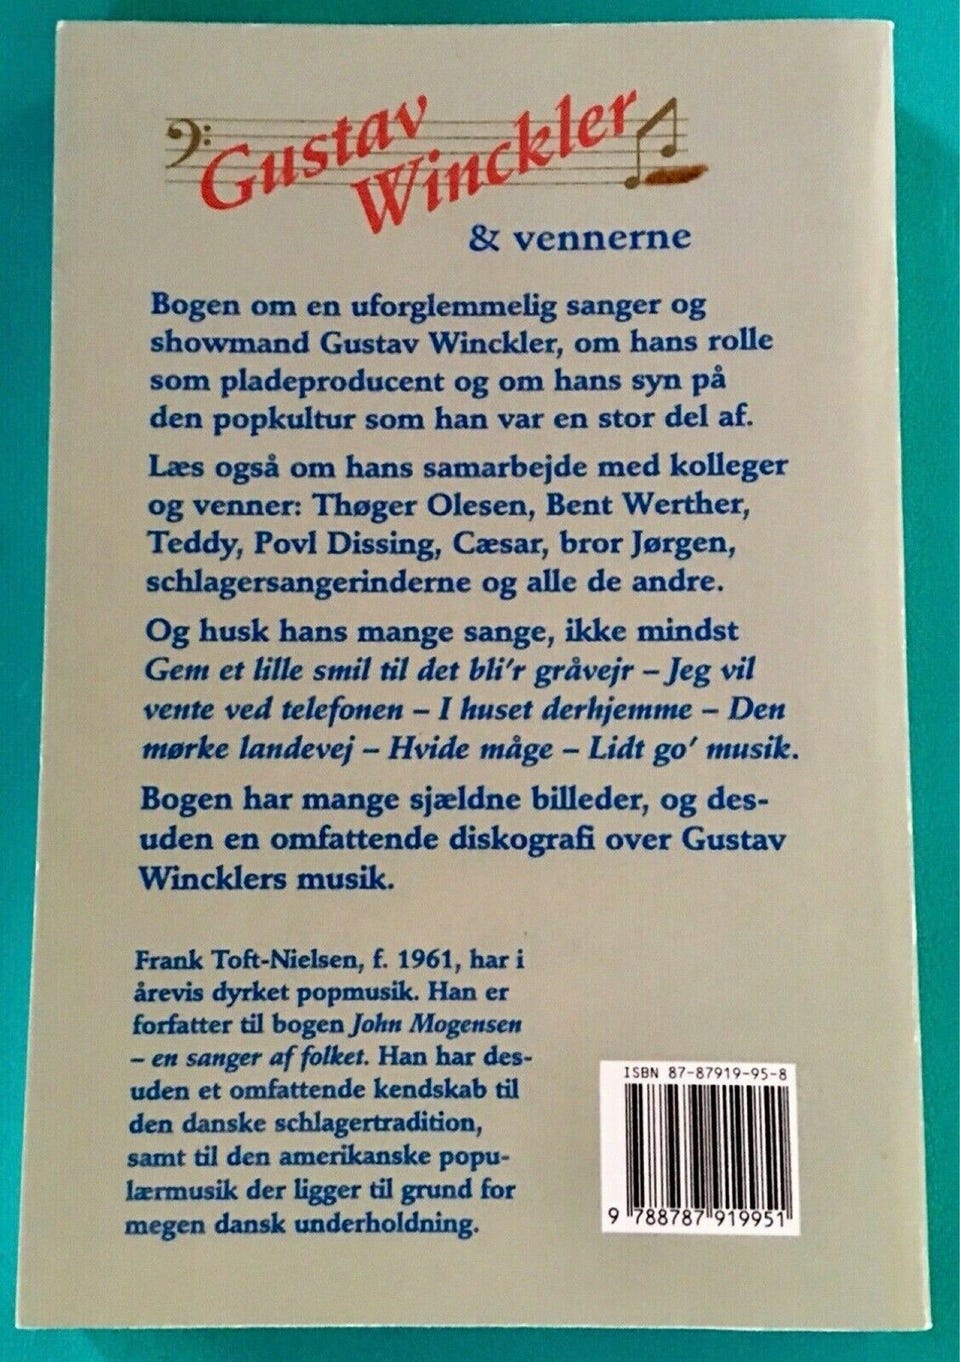 Gustav
Winckler
& vennerne
Bogen om en uforglemmelig sanger og
showmand Gustav Winckler, om hans rolle
som pladeproducent og om hans syn på
den popkultur som han var en stor del af.
Læs også om hans samarbejde med kolleger
og venner: Thøger Olesen, Bent Werther,
Teddy, Povl Dissing, Cæsar, bror Jørgen,
schlagersangerinderne og alle de andre.
Og husk hans mange sange, ikke mindst
Gem et lille smil til det bli'r gråvejr – Jeg vil
vente ved telefonen – I huset derhjemme – Den
mørke landevej – Hvide måge – Lidt go' musik.
Bogen har mange sjældne billeder, og des-
uden en omfattende diskografi over Gustav
Wincklers musik.
Frank Toft-Nielsen, f. 1961, har i
årevis dyrket popmusik. Han er
forfatter til bogen John Mogensen
– en sanger af folket. Han har des-
uden et omfattende kendskab til
den danske schlagertradition,
samt til den amerikanske popu-
lærmusik der ligger til grund for
megen dansk underholdning.
ISBN 87-87919-95-8
9 788787 919951